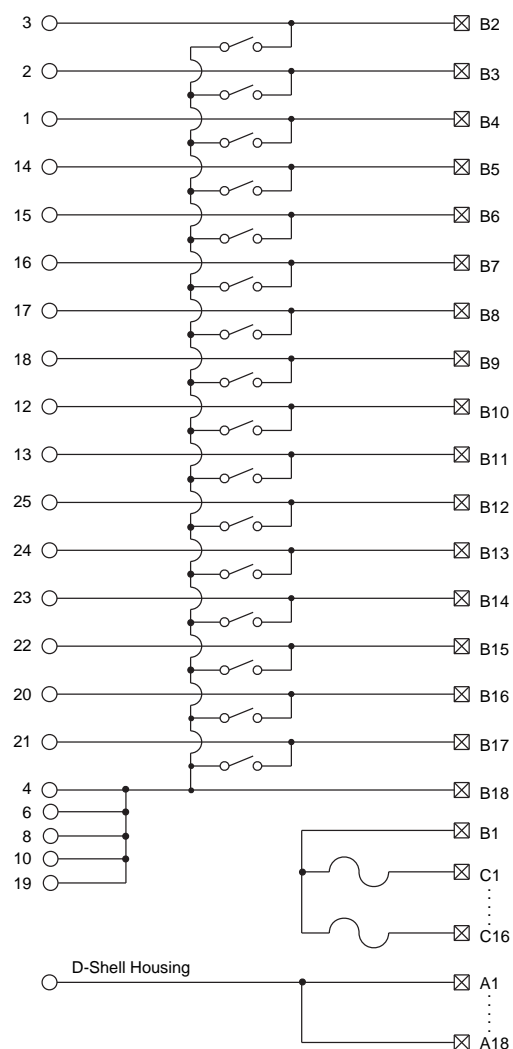 3 B2
2 B3
1 B4
14 B5
15 B6
16 B7
17 B8
18 B9
12 B10
13 B11
25 B12
24 B13
23 B14
22 B15
20 B16
21 B17
4 B18
6
8
B1
10
19
C1
C16
D-Shell Housing
A1
A18